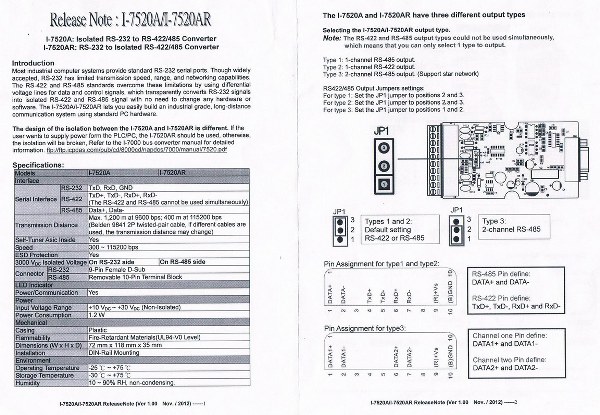 Release Note : I-7520A/I-7520AR
I-7520A: Isolated RS-232 to RS-422/485 Converter
I-7520AR: RS-232 to Isolated RS-422/485 Converter
Introduction
Most industrial computer systems provide standard RS-232 serial ports. Though widely
accepted, RS-232 has limited transmission speed, range, and networking capabilities.
The RS-422 and RS-485 standards overcome these limitations by using differential
voltage lines for data and control signals, which transparently converts RS-232 signals
into isolated RS-422 and RS-485 signal with no need to change any hardware or
software. The I-7520A/I-7520AR lets you easily build an industrial grade, long-distance
communication system using standard PC hardware.
The design of the isolation between the I-7520A and I-7520AR is different. If the
user wants to supply power form the PLC/PC, the I-7520AR should be used, otherwise
the isolation will be broken, Refer to the I-7000 bus converter manual for detailed
information. ftp://ftp.icpdas.com/pub/cd/8000cd/napdos/7000/manual/7520.pdf
Specifications:
Models I-7520A I-7520AR
Interface
Serial Interface RS-232 TxD, RxD, GND
RS-422 TxD+, TxD-, RxD+, RxD-
(The RS-422 and RS-485 cannot be used simultaneously)
RS-485 Data+, Data-
Transmission Distance Max. 1,200 m at 9600 bps; 400 m at 115200 bps
(Belden 9841 2P twisted-pair cable, if different cables are
used, the transmission distance may change)
Self-Tuner Asic Inside Yes
Speed 300 ~ 115200 bps
ESD Protection Yes
3000 VDC Isolated Voltage On RS-232 side On RS-485 side
Connector RS-232 9-Pin Female D-Sub
RS-485 Removable 10-Pin Terminal Block
LED Indicator
Power/Communication Yes
Power
Input Voltage Range +10 VDC ~ +30 VDC (Non-Isolated)
Power Consumption 1.2 W
Mechanical
Casing Plastic
Flammability Fire-Retardant Materials(UL94-V0 Level)
Dimensions (W x H x D) 72 mm x 118 mm x 35 mm
Installation DIN-Rail Mounting
Environment
Operating Temperature -25 °C ~ +75 °C
Storage Temperature -30 °C ~ +75 °C
Humidity 10 ~ 90% RH, non-condensing.
I-7520A/I-7520AR ReleaseNote (Ver 1.00 Nov. / 2012) ------1
The I-7520A and I-7520AR have three different output types
Selecting the I-7520A/I-7520AR output type.
Note: The RS-422 and RS-485 output types could not be used simultaneously,
which means that you can only select 1 type to output.
Type 1: 1-channel RS-485 output.
Type 2: 1-channel RS-422 output.
Type 3: 2-channel RS-485 output. (Support star network)
RS422/485 Output Jumpers settings
For type 1: Set the JP1 jumper to positions 2 and 3.
For type 2: Set the JP1 jumper to positions 2 and 3.
For type 3: Set the JP1 jumper to positions 1 and 2.
JP1
JP1
3
2
1
Types 1 and 2:
Default setting
RS-422 or RS-485
JP1
3
2
1
Type 3:
2-channel RS-485
Pin Assignment for type1 and type2:
1 DATA+
2 DATA-
3
4 TxD+
5 TxD-
6 RxD+
7 RxD-
8
9 (R)+Vs
10 (B)GND 10
RS-485 Pin define:
DATA+ and DATA-
RS-422 Pin define:
TxD+, TxD-, RxD+ and RxD-
Pin Assignment for type3:
1 DATA1+
2 DATA1-
3
4
5
6 DATA2+
7 DATA2-
8
9 (R)+Vs
10 (B)GND 10
Channel one Pin define:
DATA1+ and DATA1-
Channel two Pin define:
DATA2+ and DATA2-
I-7520A/I-7520AR ReleaseNote (Ver 1.00 Nov. / 2012) ------2